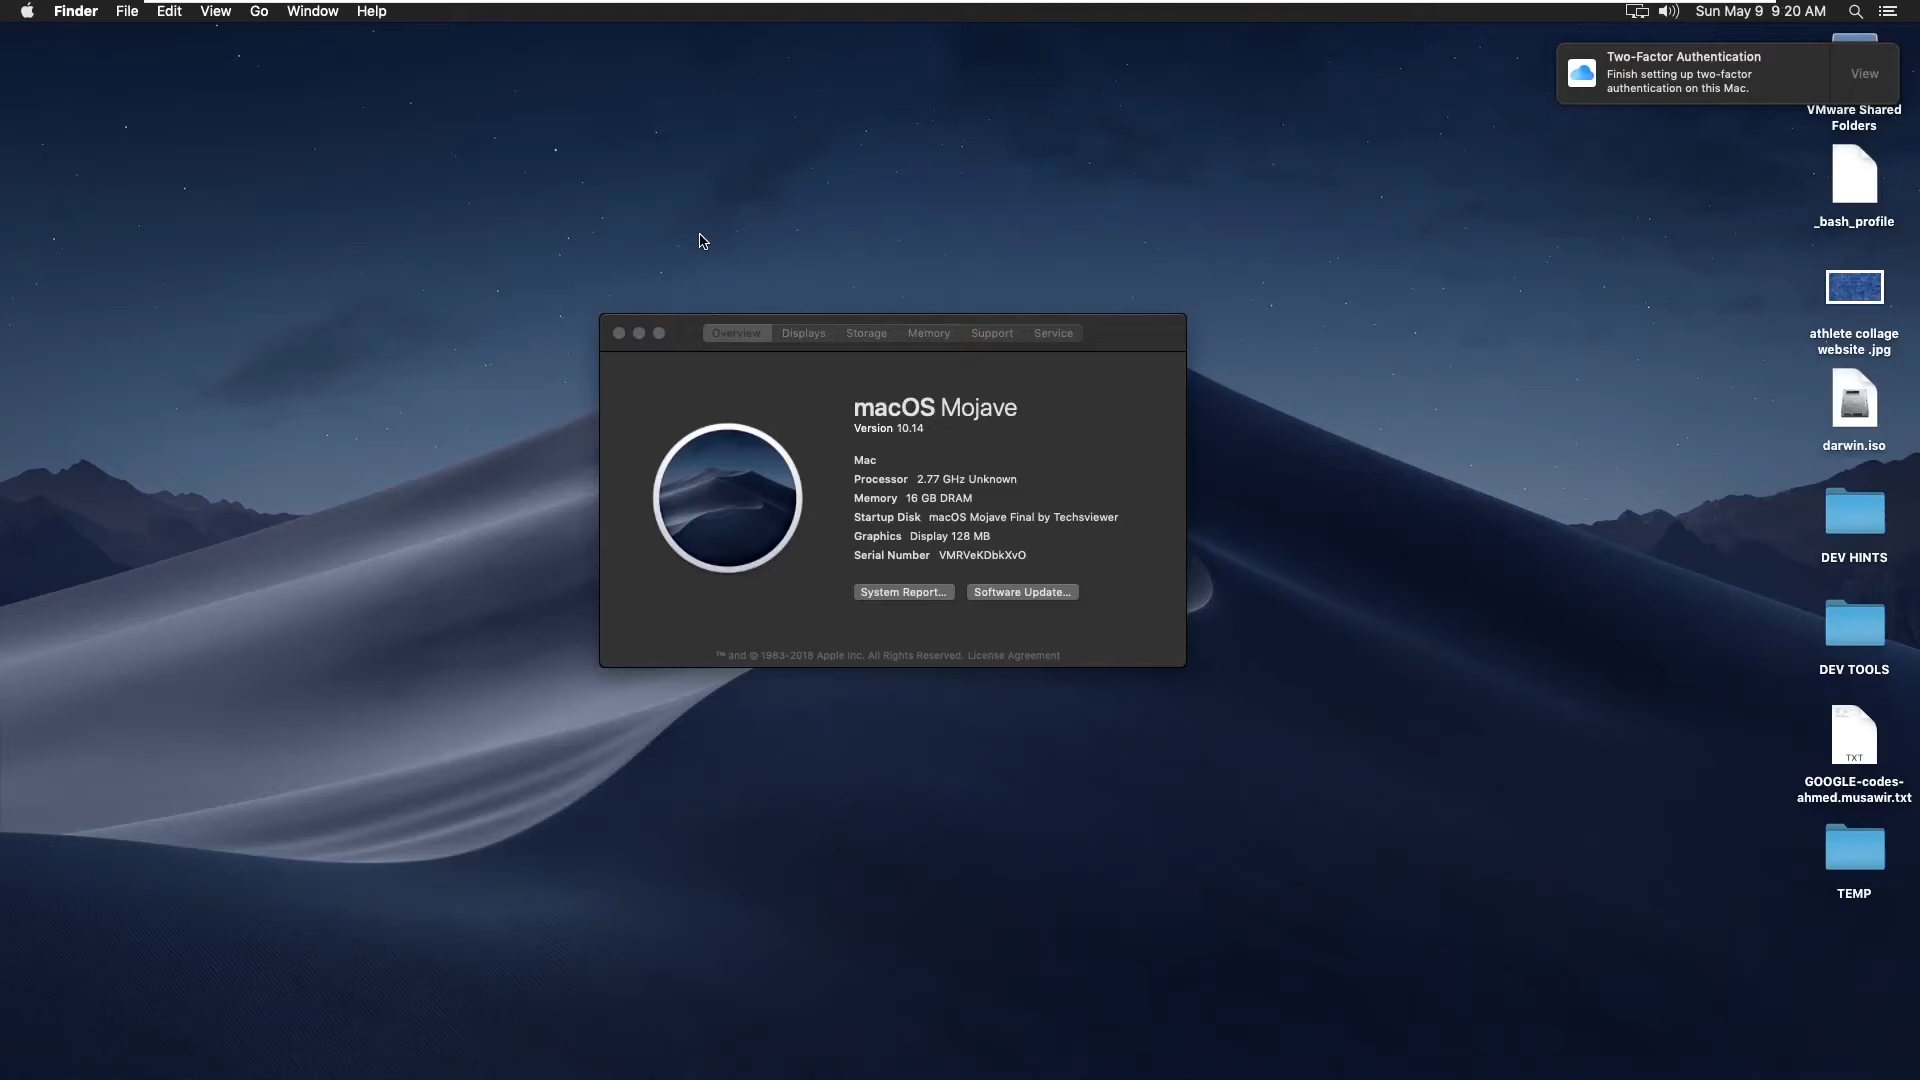 Finder File Edit View Go Window Help
Sun May 9 9:20 AM
Two-Factor Authentication
Finish setting up two-factor
authentication on this Mac.
View
VMware Shared
Folders
_bash_profile
athlete collage
website .jpg
darwin.iso
DEV HINTS
DEV TOOLS
TXT
GOOGLE-codes-
ahmed.musawir.txt
TEMP
Overview Displays Storage Memory Support Service
macOS Mojave
Version 10.14
Mac
Processor 2.77 GHz Unknown
Memory 16 GB DRAM
Startup Disk macOS Mojave Final by Techsviewer
Graphics Display 128 MB
Serial Number VMRVeKDbkXvO
System Report... Software Update...
™ and © 1983-2018 Apple Inc. All Rights Reserved. License Agreement